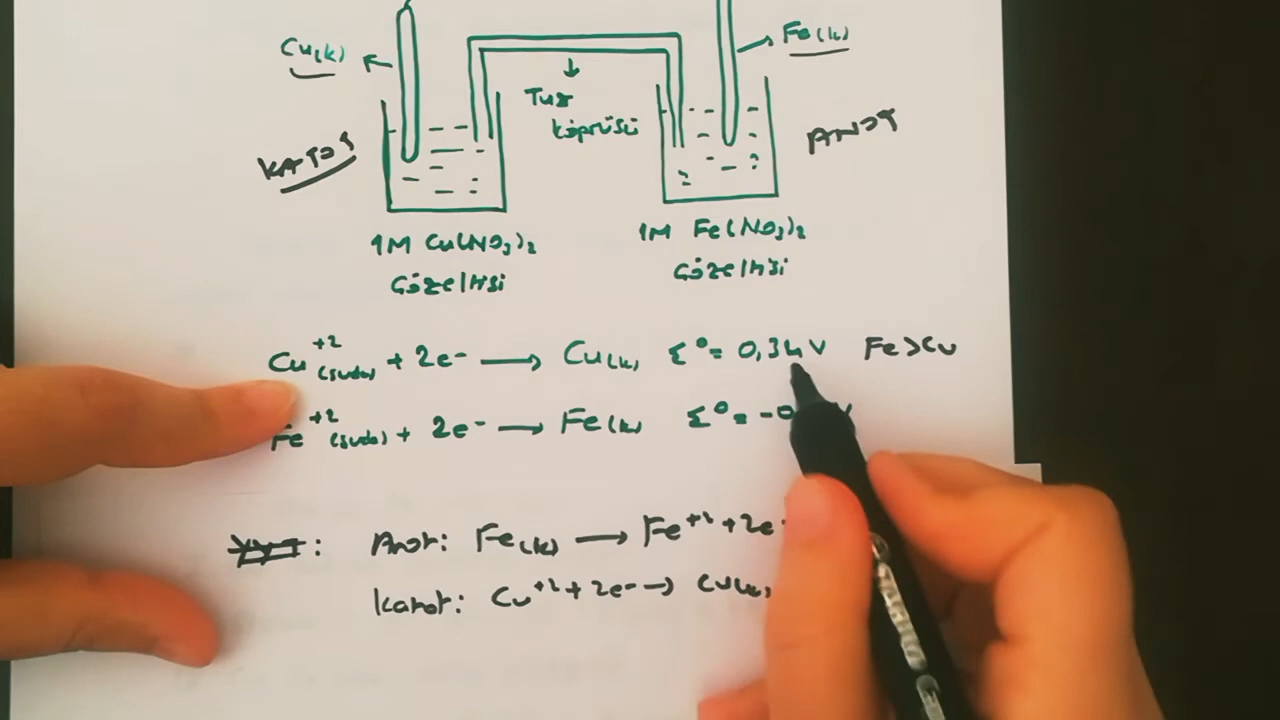 Cu(k)
Fe(k)
Tuz
köprüsü
KATOT
ANOT
1M Cu(NO3)2
çözeltisi
1M Fe(NO3)2
çözeltisi
Cu+2(suda) + 2e- → Cu(k) ε°= 0,34V Fe>Cu
Fe+2(suda) + 2e- → Fe(k) ε°= -0 V
Anot: Fe(k) → Fe+2 + 2e-
Katot: Cu+2 + 2e- → Cu(k)